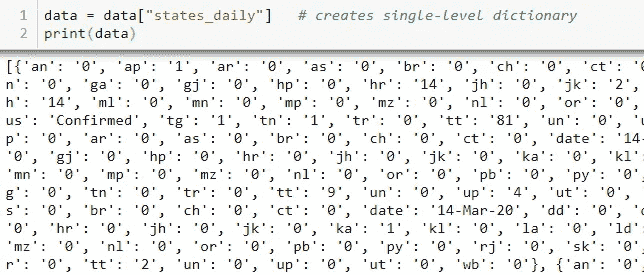 1 data = data["states_daily"] # creates single-level dictionary
2 print(data)
[{'an': '0', 'ap': '1', 'ar': '0', 'as': '0', 'br': '0', 'ch': '0', 'ct': '
n': '0', 'ga': '0', 'gj': '0', 'hp': '0', 'hr': '14', 'jh': '0', 'jk': '2',
h': '14', 'ml': '0', 'mn': '0', 'mp': '0', 'mz': '0', 'nl': '0', 'or': '0',
us': 'Confirmed', 'tg': '1', 'tn': '1', 'tr': '0', 'tt': '81', 'un': '0',
p': '0', 'ar': '0', 'as': '0', 'br': '0', 'ch': '0', 'ct': '0', 'date': '14-
'0', 'gj': '0', 'hp': '0', 'hr': '0', 'jh': '0', 'jk': '0', 'ka': '0', 'kl'
'mn': '0', 'mp': '0', 'mz': '0', 'nl': '0', 'or': '0', 'pb': '0', 'py': '0',
g': '0', 'tn': '0', 'tr': '0', 'tt': '9', 'un': '0', 'up': '4', 'ut': '0',
s': '0', 'br': '0', 'ch': '0', 'ct': '0', 'date': '14-Mar-20', 'dd': '0',
'0', 'hr': '0', 'jh': '0', 'jk': '0', 'ka': '1', 'kl': '0', 'la': '0', 'ld'
'mz': '0', 'nl': '0', 'or': '0', 'pb': '0', 'py': '0', 'rj': '0', 'sk': '0'
r': '0', 'tt': '2', 'un': '0', 'up': '0', 'ut': '0', 'wb': '0'}, {'an': '0'